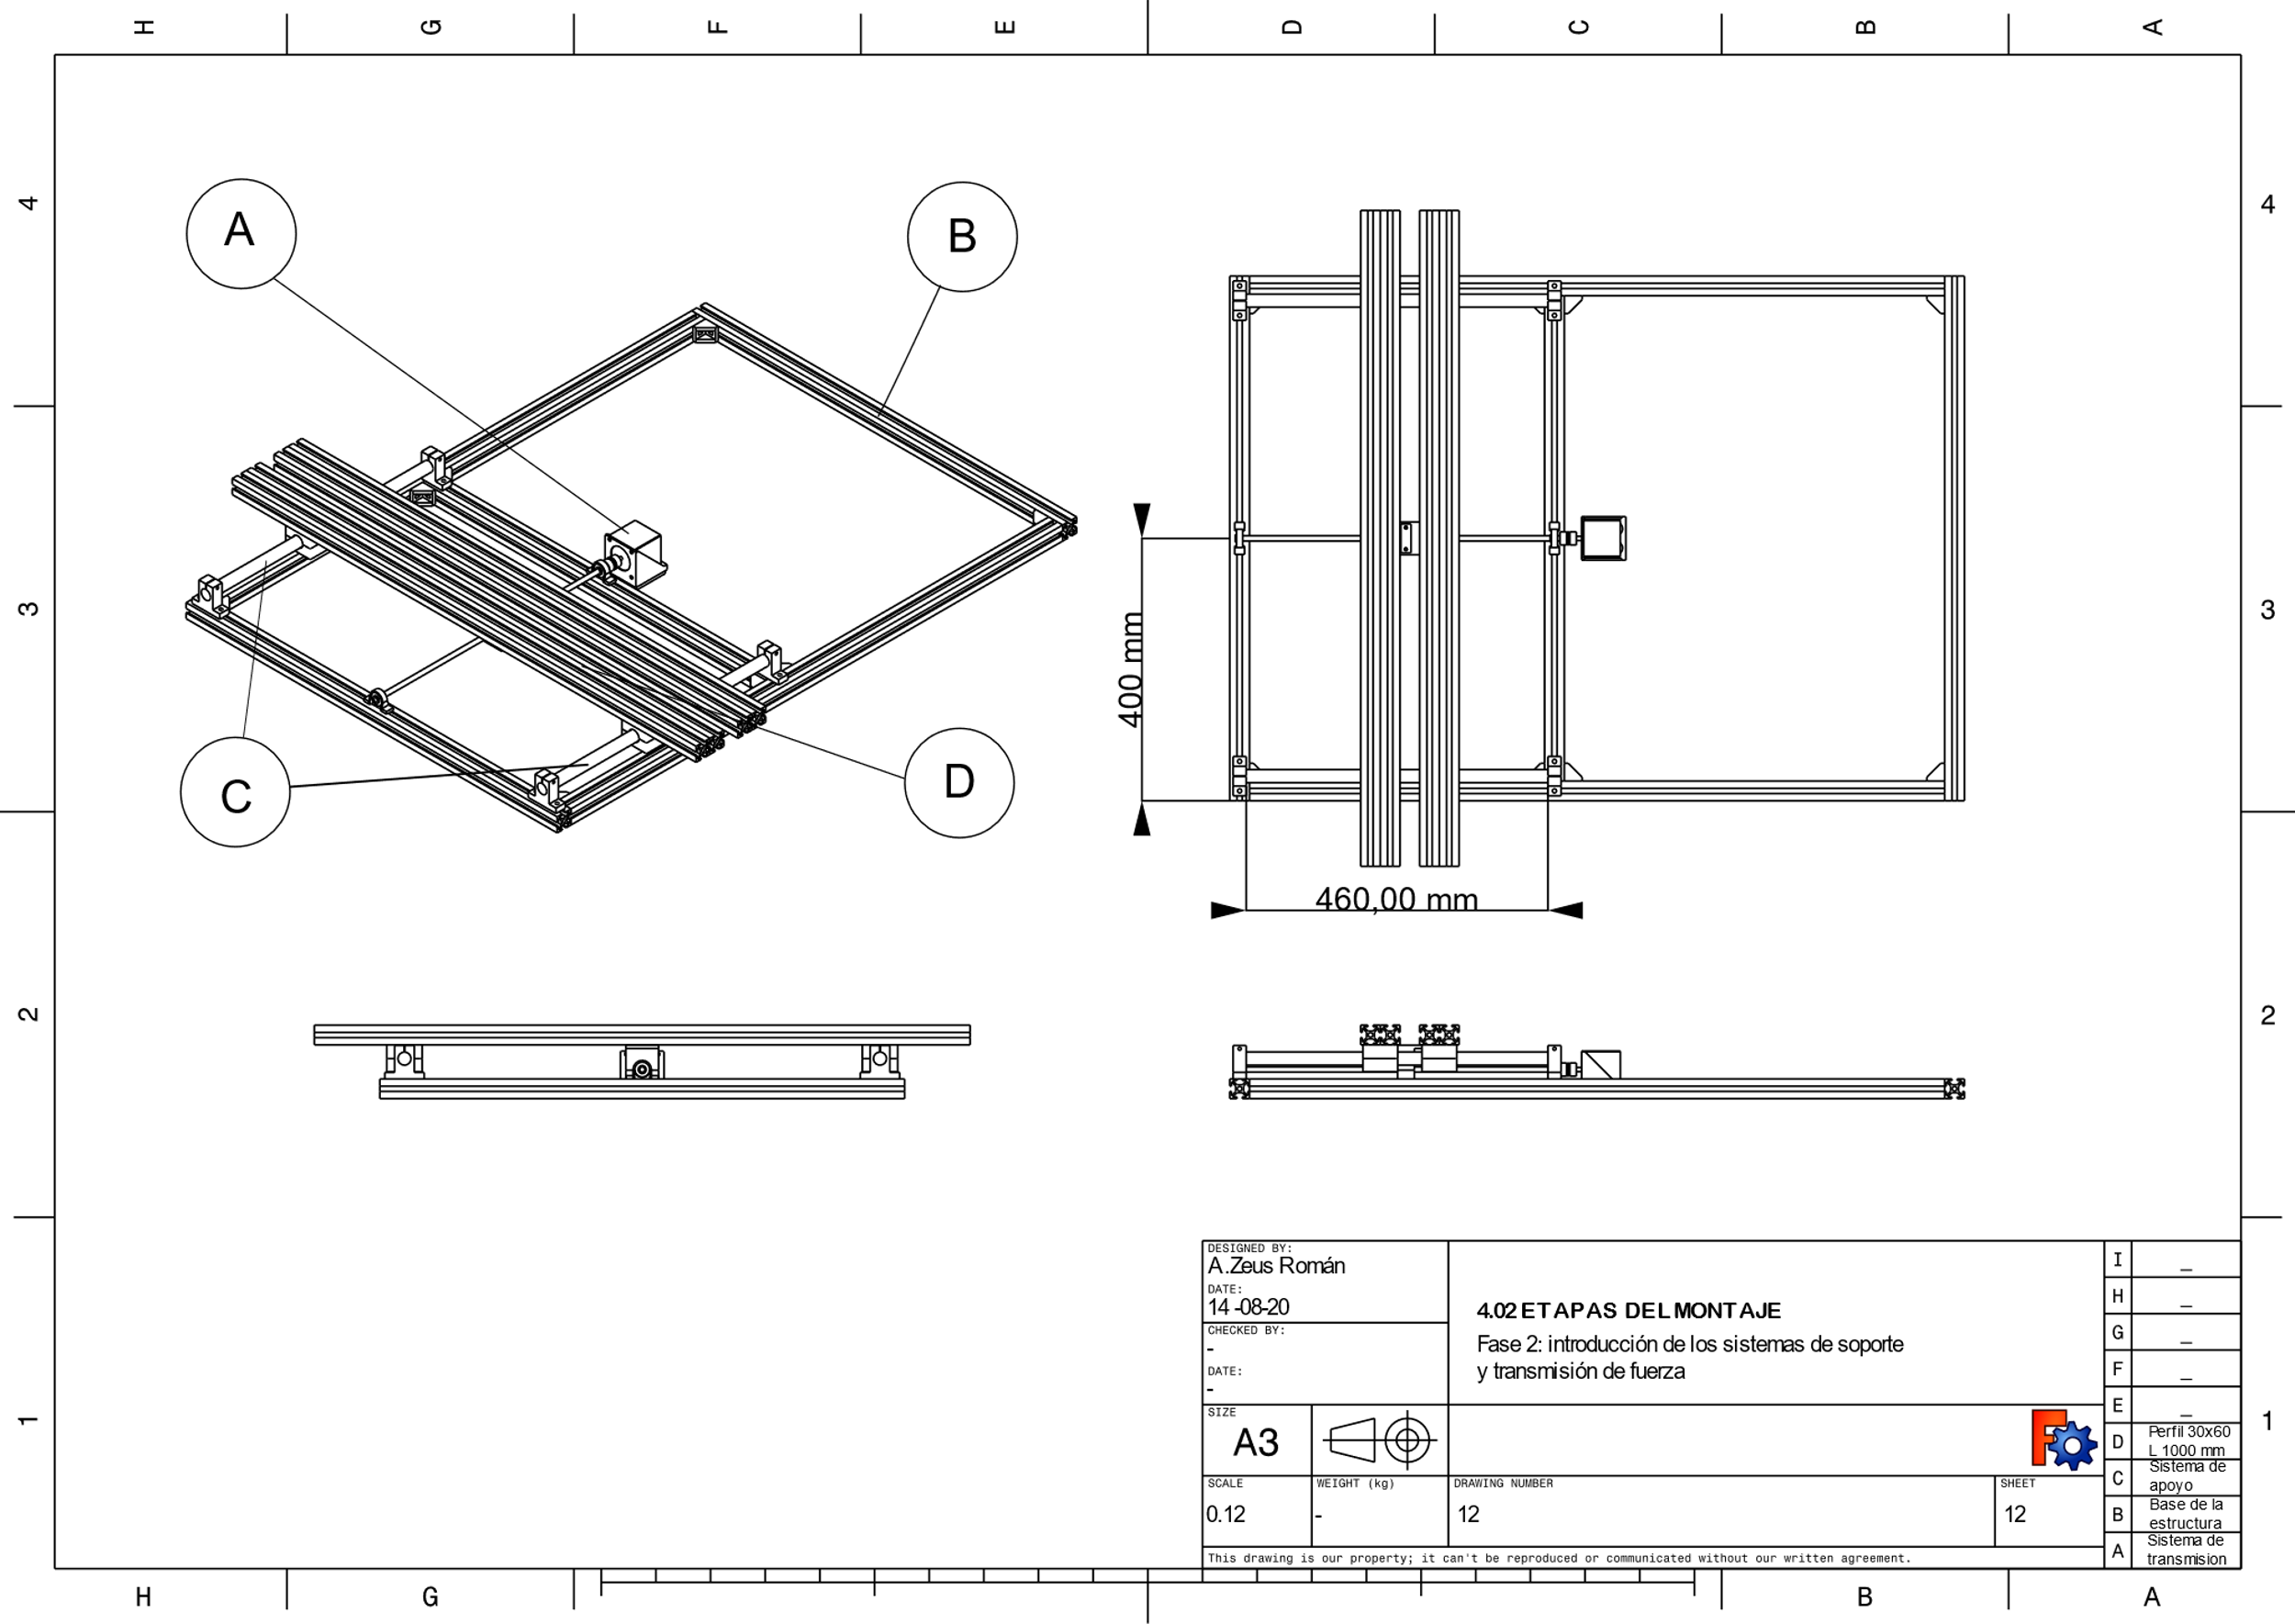 H G F E D C B A
4
4
A
B
3
3
400 mm
C
D
460,00 mm
2
2
DESIGNED BY:
A.Zeus Román
DATE:
14-08-20
CHECKED BY:
-
DATE:
-
4.02 ETAPAS DEL MONTAJE
Fase 2: introducción de los sistemas de soporte
y transmisión de fuerza
SIZE
A3
SCALE
0.12
WEIGHT (kg)
-
DRAWING NUMBER
12
SHEET
12
This drawing is our property; it can't be reproduced or communicated without our written agreement.
I _
H _
G _
F _
E _
D Perfil 30x60
L 1000 mm
C Sistema de
apoyo
B Base de la
estructura
A Sistema de
transmision
1
1
H G B A